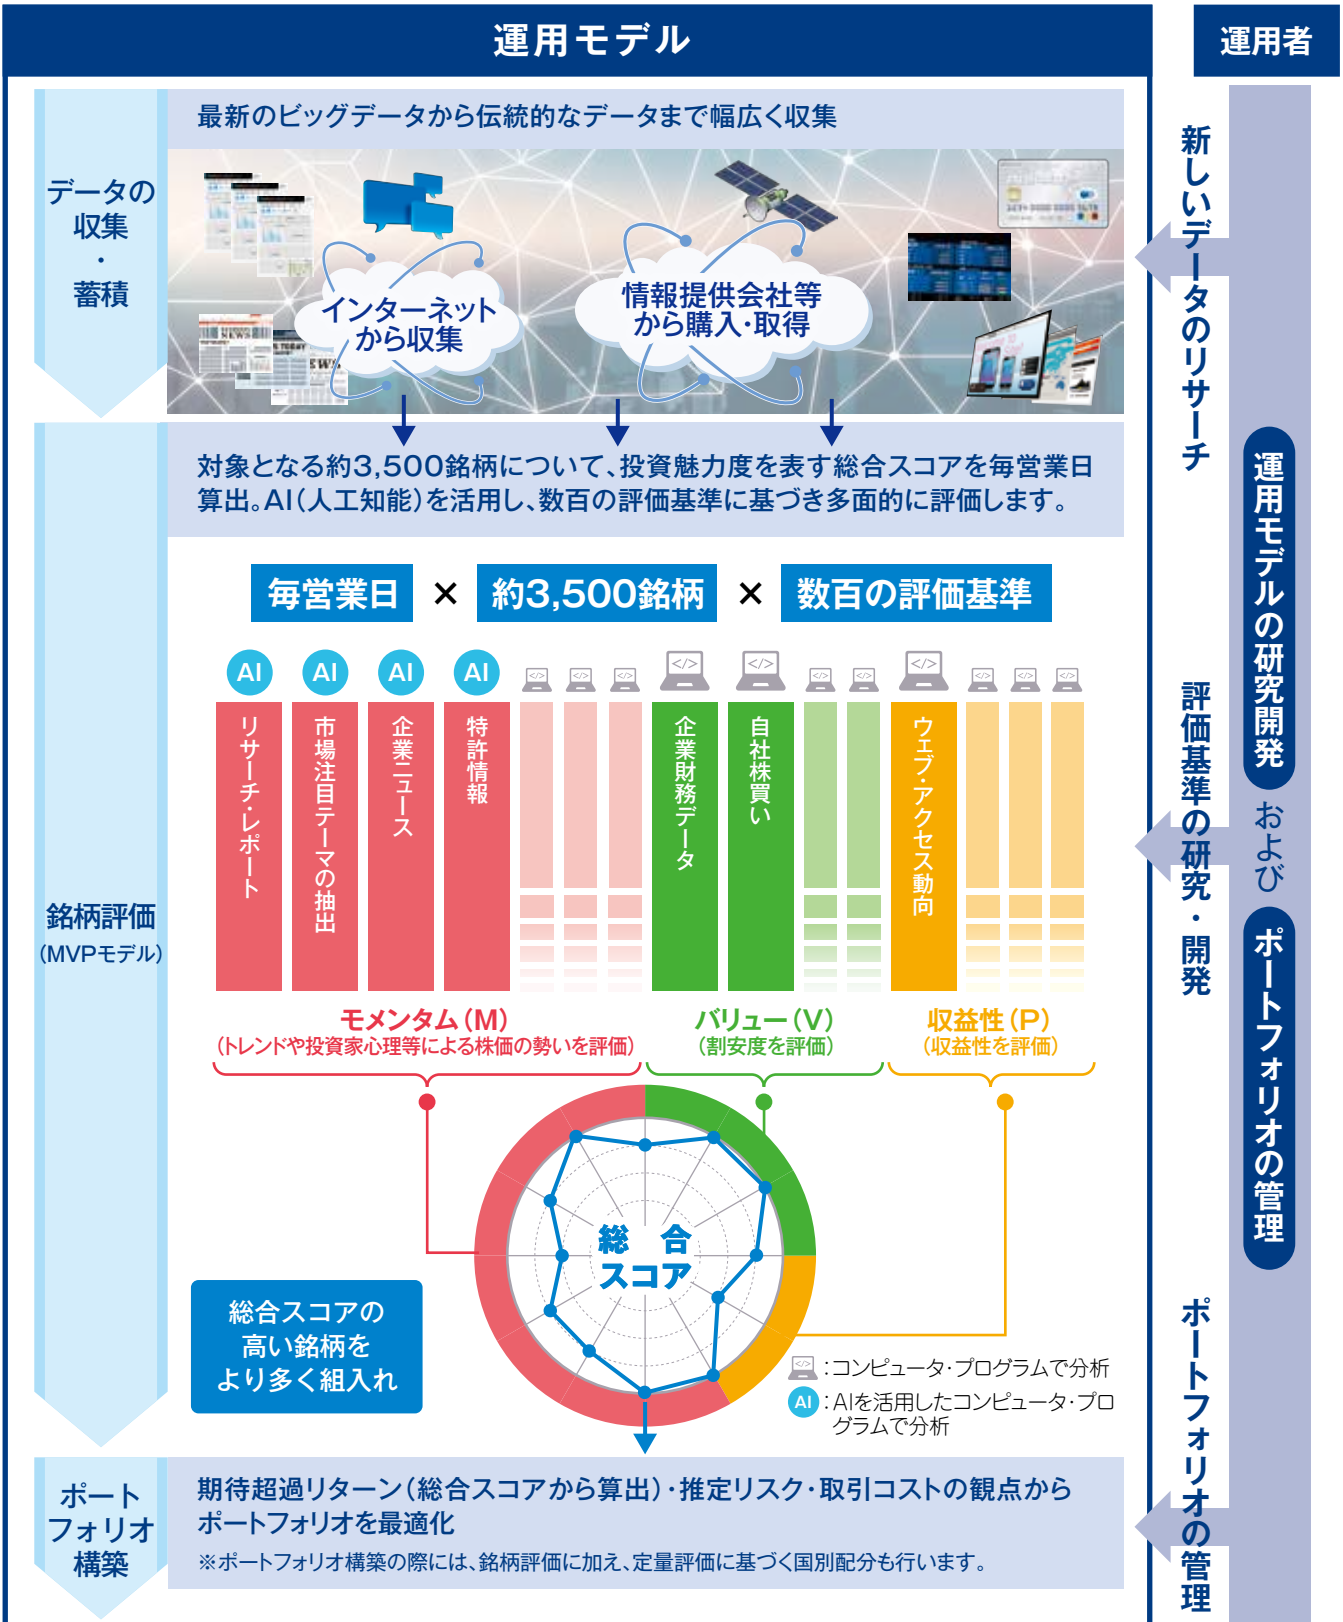 運用モデル
運用者
データの
収集
・
蓄積
最新のビッグデータから伝統的なデータまで幅広く収集
インターネット
から収集
情報提供会社等
から購入・取得
NEWS
新しいデータのリサーチ
対象となる約3,500銘柄について、投資魅力度を表す総合スコアを毎営業日
算出。AI（人工知能）を活用し、数百の評価基準に基づき多面的に評価します。
毎営業日 × 約3,500銘柄 × 数百の評価基準
AI
AI
AI
AI
リサーチ・レポート
市場注目テーマの抽出
企業ニュース
特許情報
企業財務データ
自社株買い
ウェブ・アクセス動向
銘柄評価
（MVPモデル）
モメンタム（M）
（トレンドや投資家心理等による株価の勢いを評価）
バリュー（V）
（割安度を評価）
収益性（P）
（収益性を評価）
総合
スコア
総合スコアの
高い銘柄を
より多く組入れ
</>：コンピュータ・プログラムで分析
AI：AIを活用したコンピュータ・プロ
グラムで分析
評価基準の研究・開発
運用モデルの研究開発
および
ポートフォリオの管理
ポート
フォリオ
構築
期待超過リターン（総合スコアから算出）・推定リスク・取引コストの観点から
ポートフォリオを最適化
※ポートフォリオ構築の際には、銘柄評価に加え、定量評価に基づく国別配分も行います。
ポートフォリオの管理